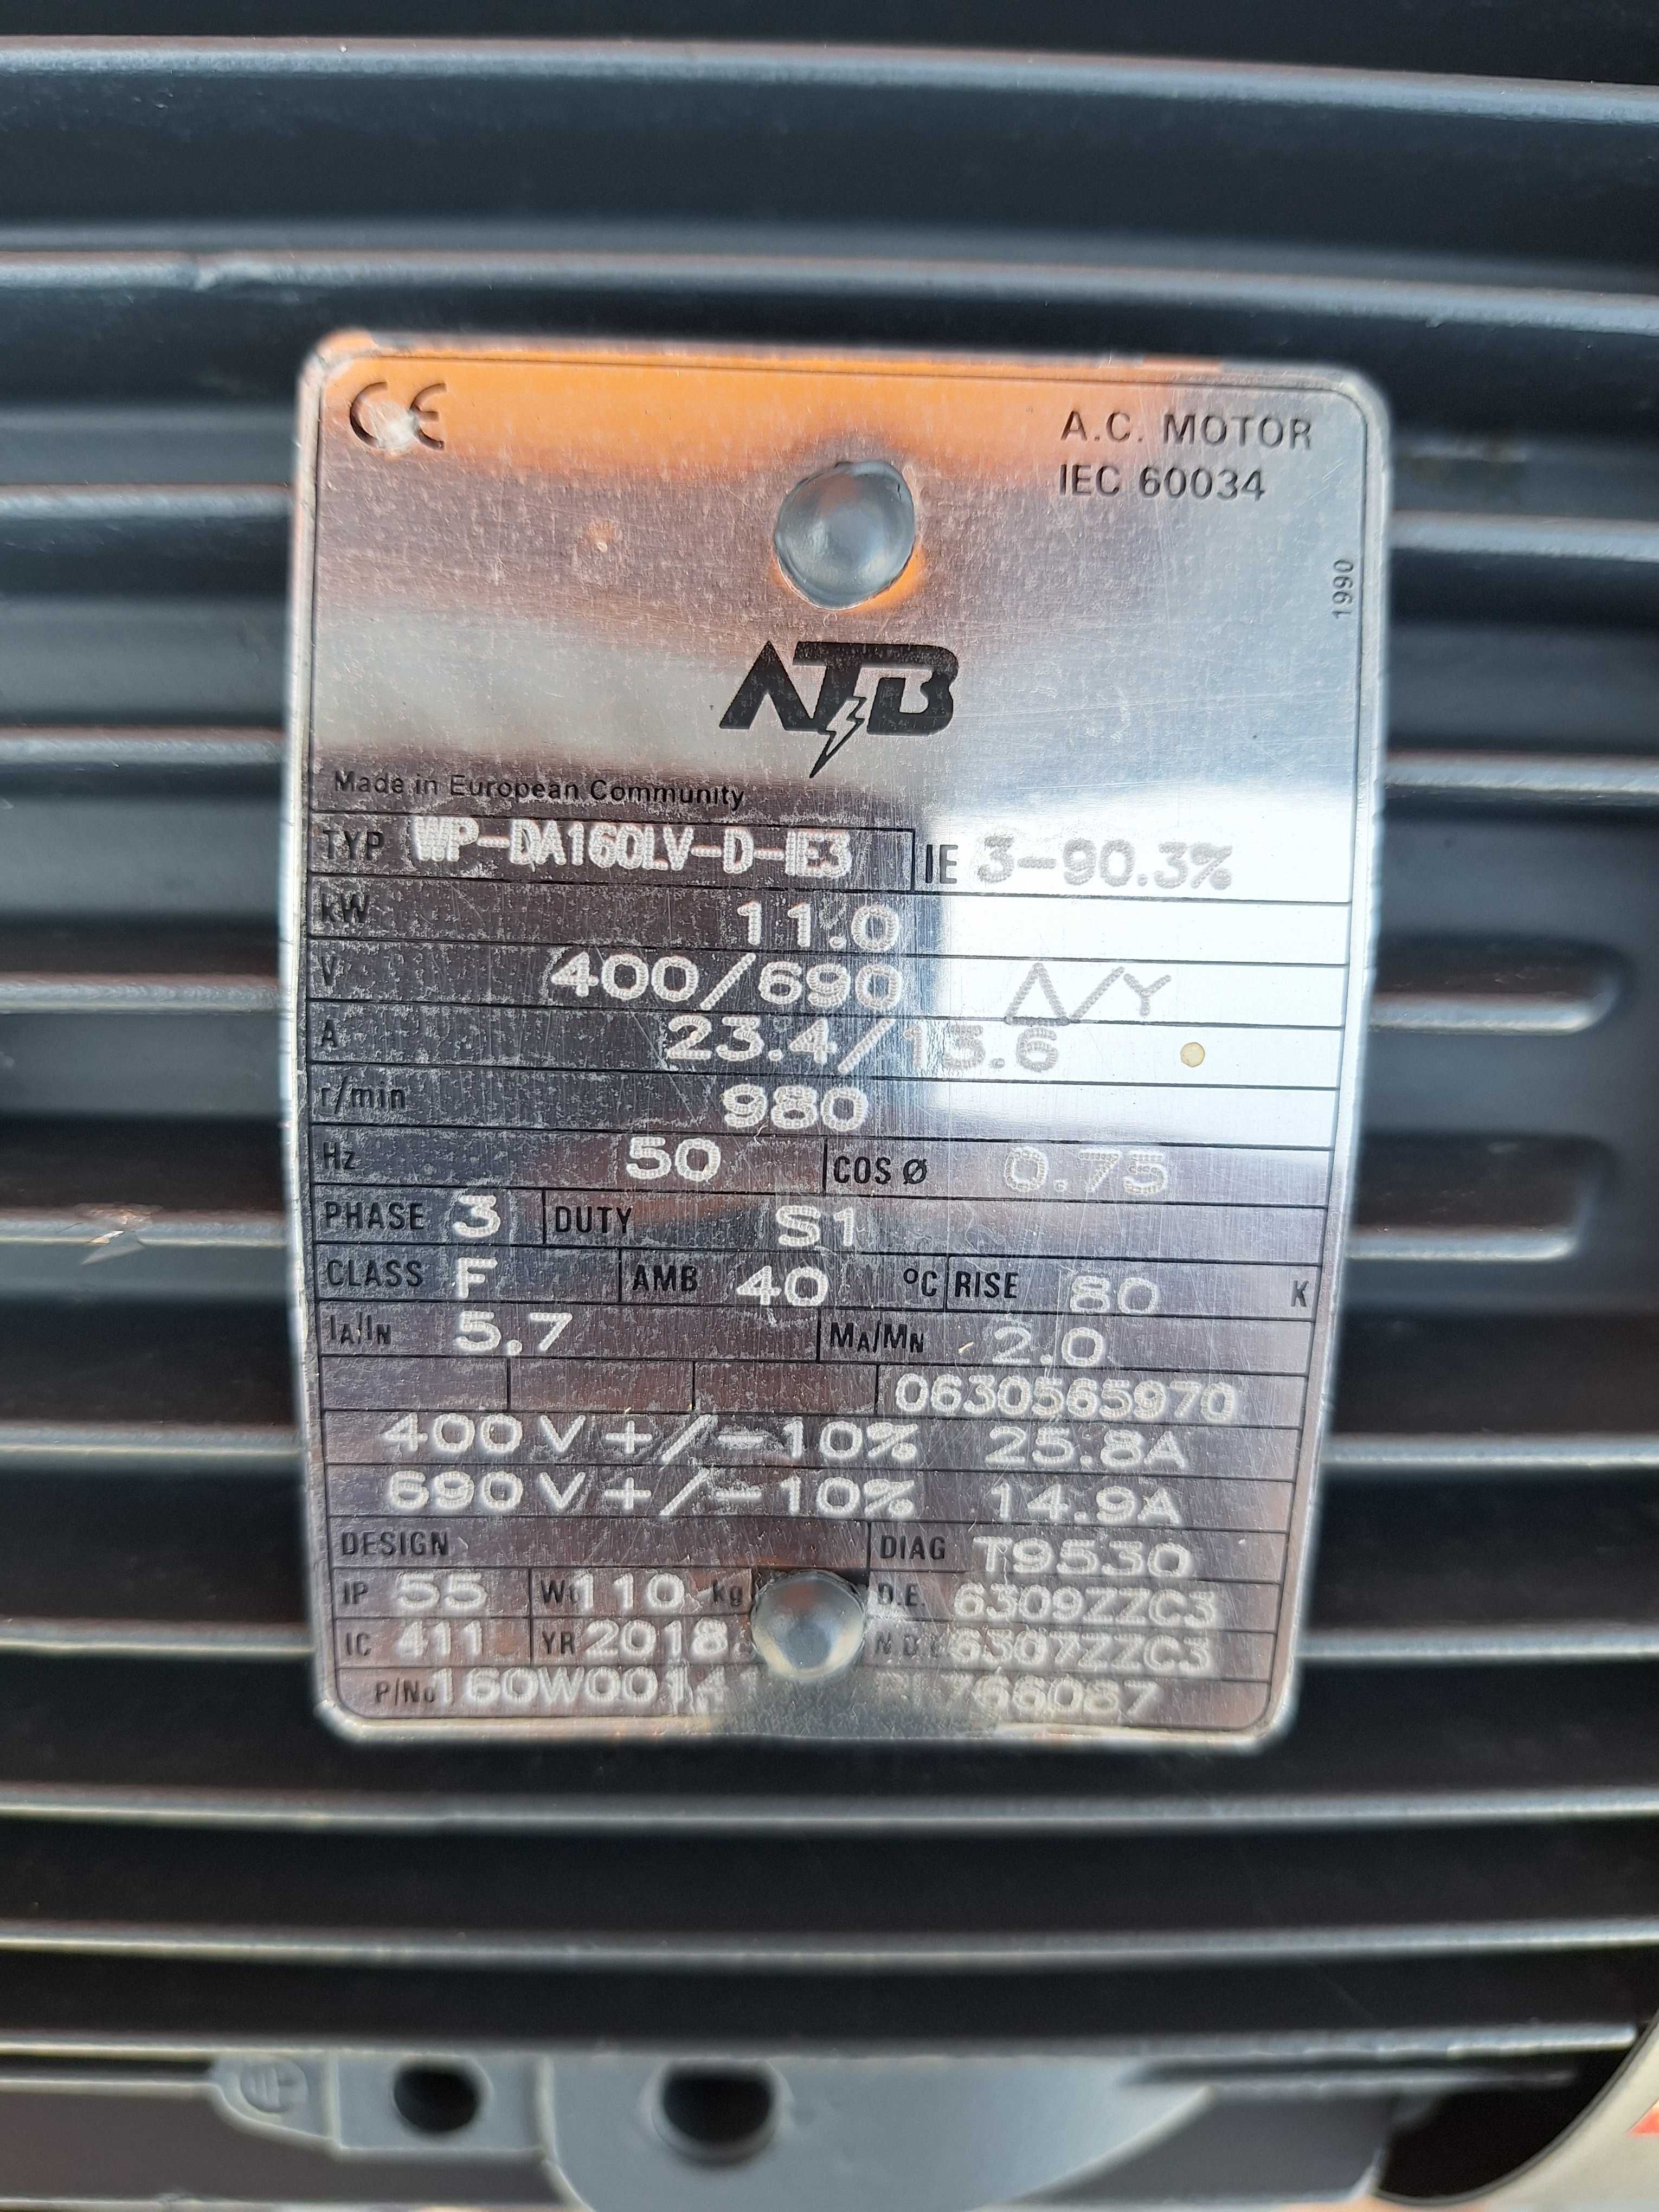 CE
A.C. MOTOR
IEC 60034
1990
ATB
Made in European Community
TYP WP-DA160LV-D-IE3 IE 3-90.3%
kW 11.0
V 400/690 Δ/Y
A 23.4/13.6
r/min 980
Hz 50 COS Ø 0.75
PHASE 3 DUTY S1
CLASS F AMB 40 °C RISE 80 K
IA/IN 5.7 MA/MN 2.0
0630565970
400V+/-10% 25.8A
690V+/-10% 14.9A
DESIGN DIAG T9530
IP 55 Wt 110 kg D.E. 6309ZZC3
IC 411 YR 2018 N.D.E. 6307ZZC3
P/No